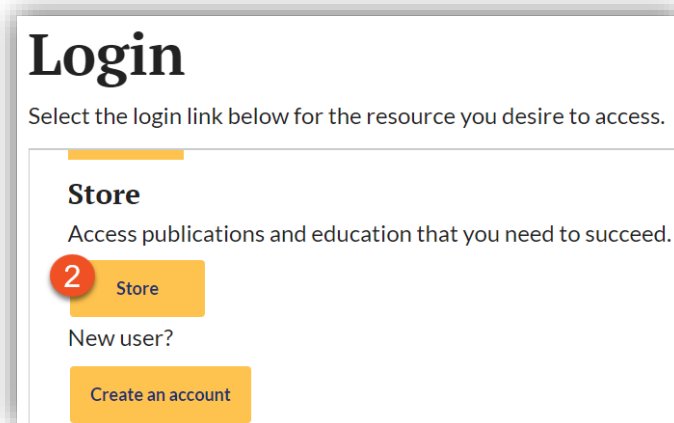 Login
Select the login link below for the resource you desire to access.
Store
Access publications and education that you need to succeed.
2
Store
New user?
Create an account